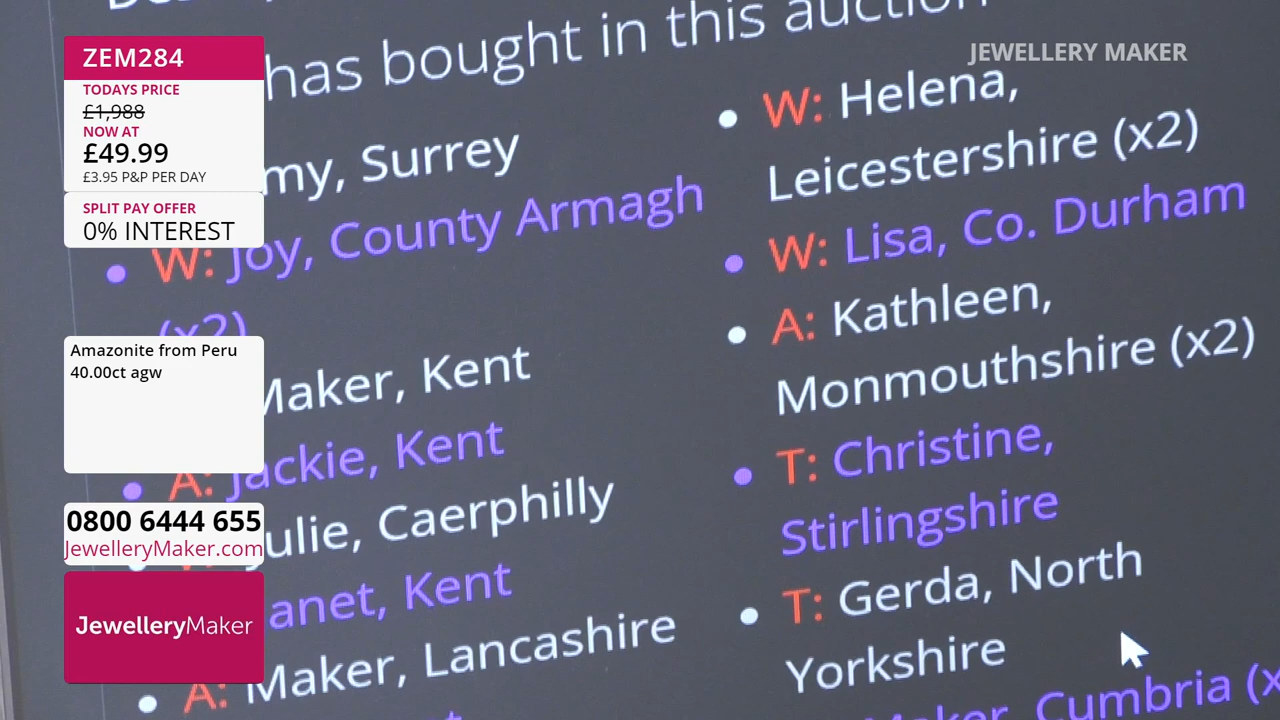 ZEM284
TODAYS PRICE
£1,988
NOW AT
£49.99
£3.95 P&P PER DAY
SPLIT PAY OFFER
0% INTEREST
Amazonite from Peru
40.00ct agw
0800 6444 655
JewelleryMaker.com
JewelleryMaker
JEWELLERY MAKER
has bought in this auction
my, Surrey
W: Joy, County Armagh
(x2)
Maker, Kent
A: Jackie, Kent
Julie, Caerphilly
anet, Kent
A: Maker, Lancashire
W: Helena,
Leicestershire (x2)
W: Lisa, Co. Durham
A: Kathleen,
Monmouthshire (x2)
T: Christine,
Stirlingshire
T: Gerda, North
Yorkshire
Maker, Cumbria (x